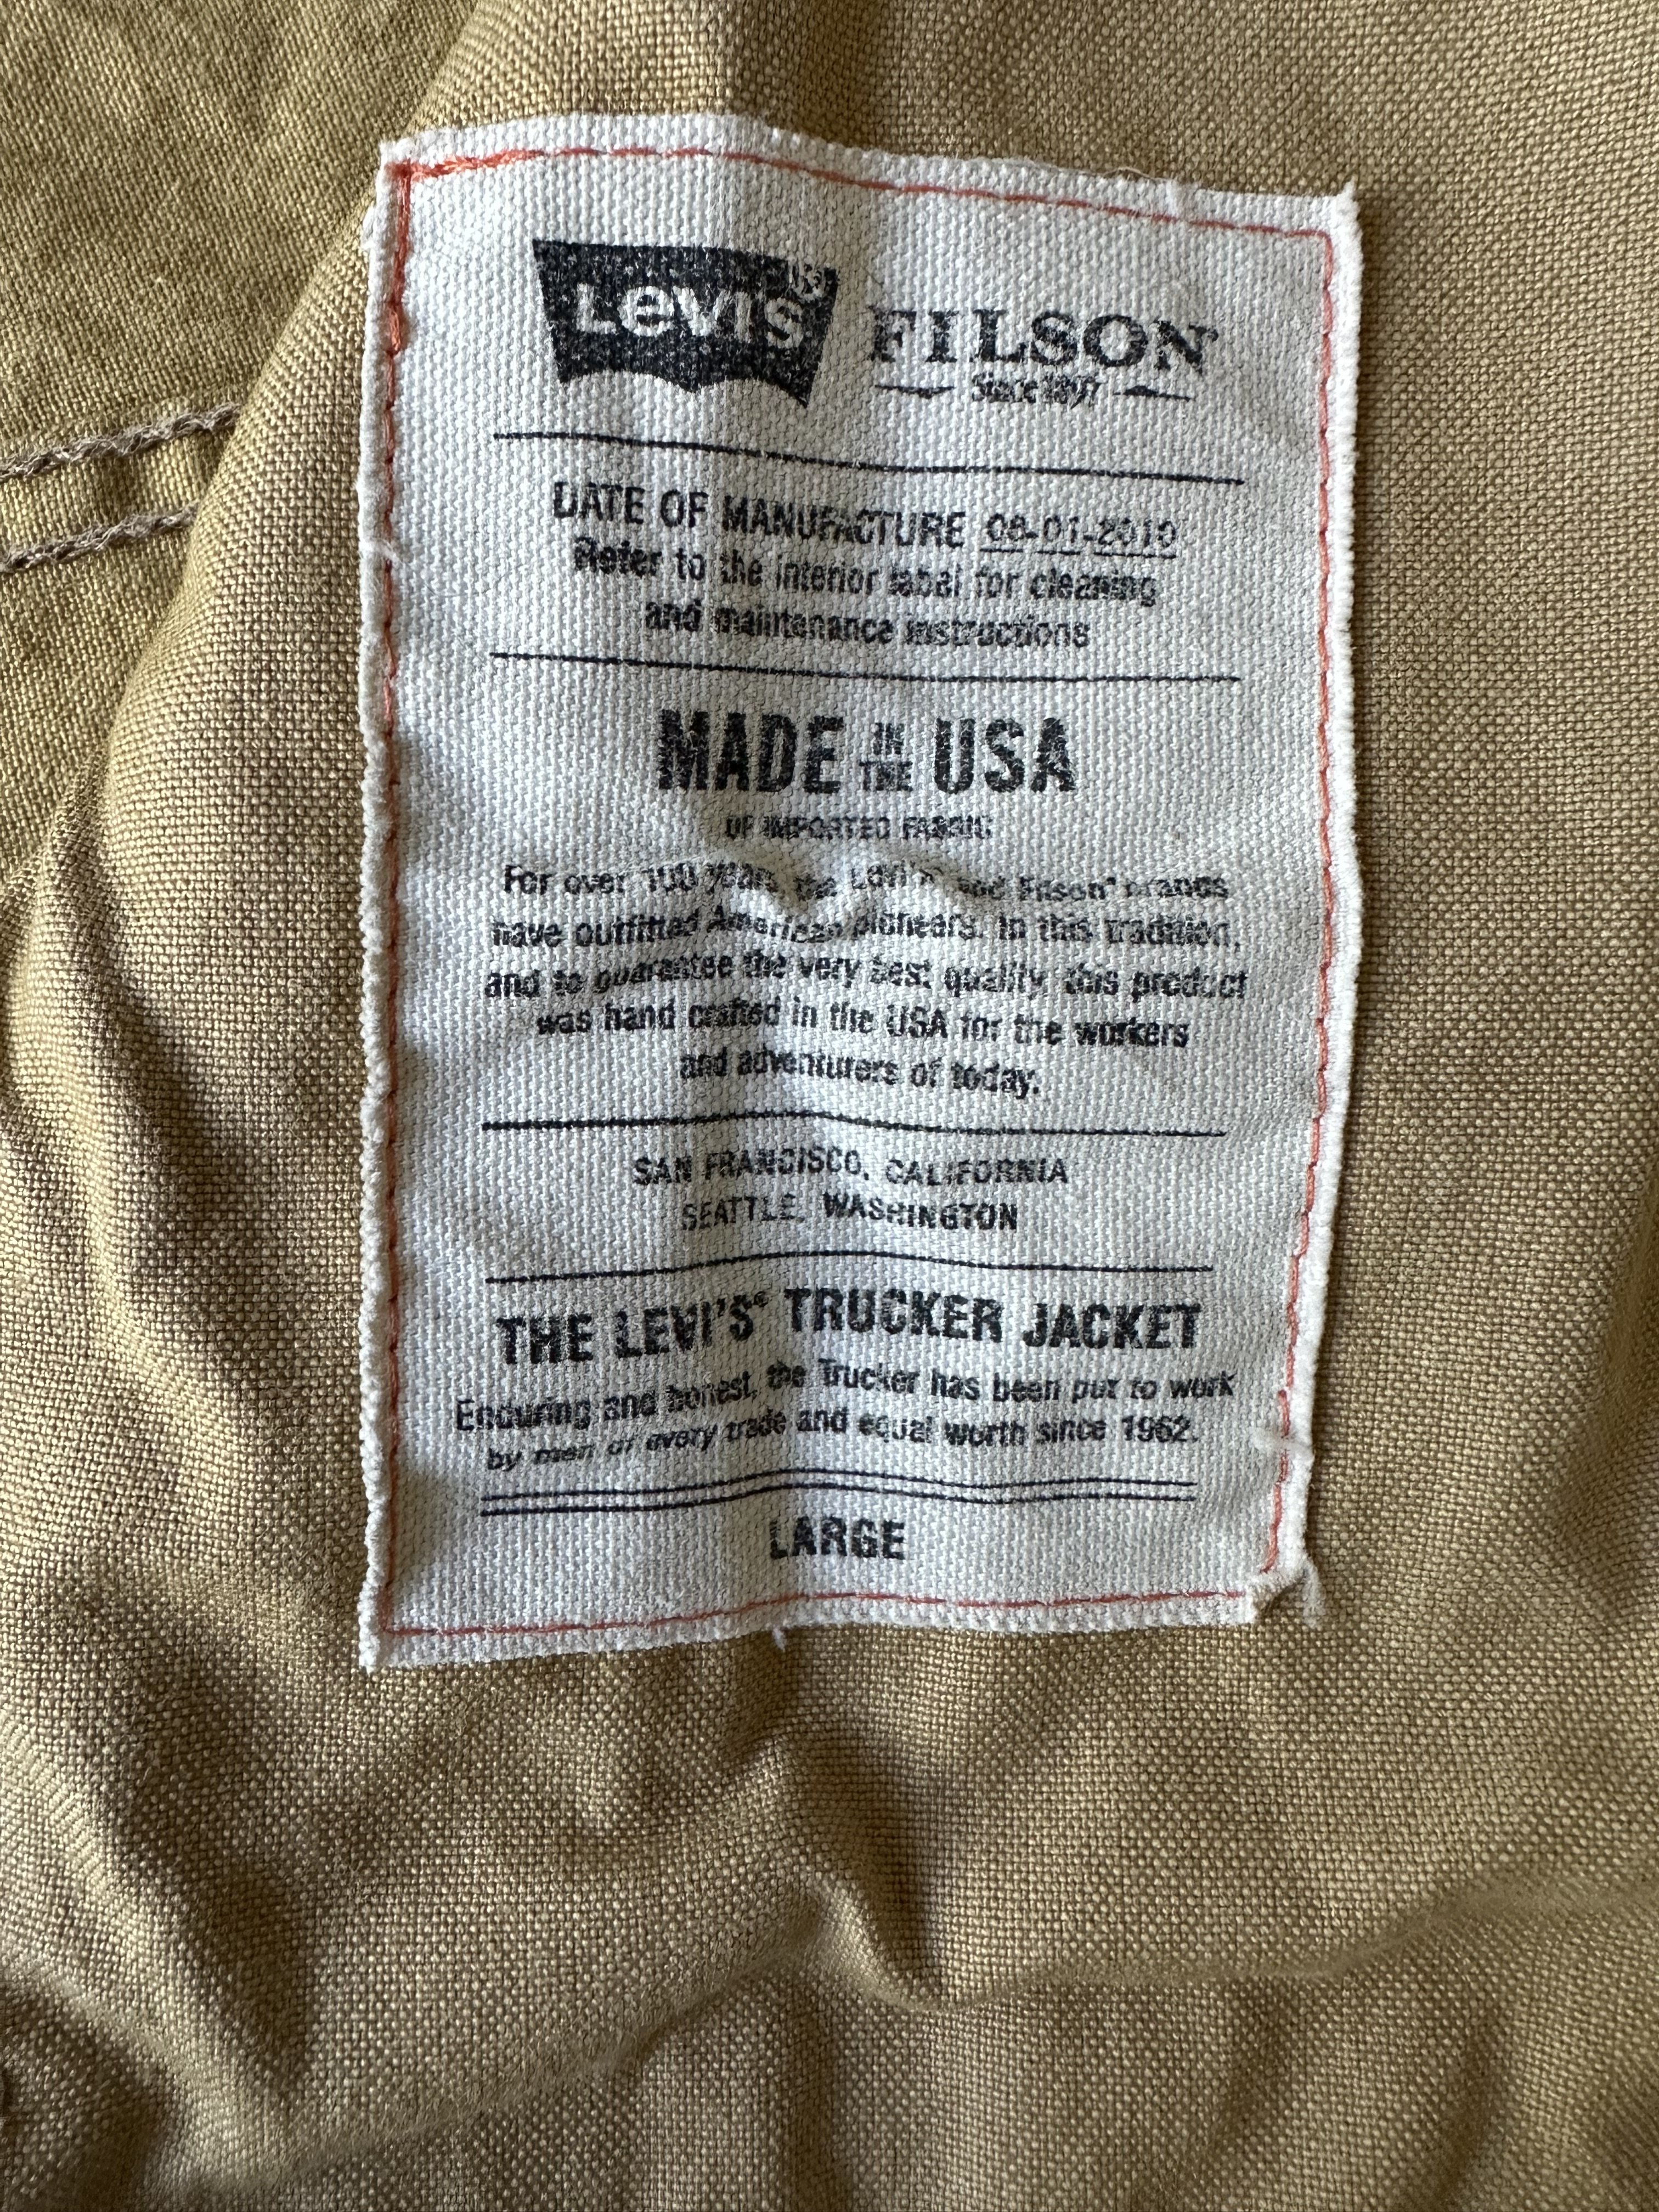 Levi's®
FILSON
Since 1897
DATE OF MANUFACTURE 08-01-2010
Refer to the interior label for cleaning
and maintenance instructions
MADE IN THE USA
OF IMPORTED FABRIC
For over 100 years, the Levi's® and Filson® brands
have outfitted American pioneers. In this tradition,
and to guarantee the very best quality, this product
was hand crafted in the USA for the workers
and adventurers of today.
SAN FRANCISCO, CALIFORNIA
SEATTLE, WASHINGTON
THE LEVI'S® TRUCKER JACKET
Enduring and honest, the Trucker has been put to work
by men of every trade and equal worth since 1962.
LARGE